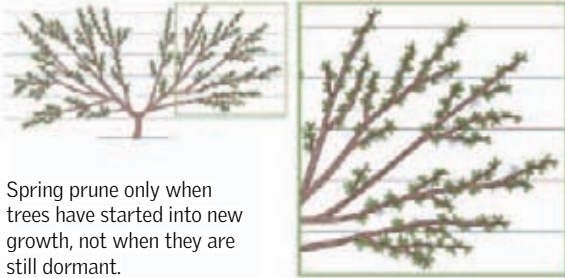 Spring prune only when
trees have started into new
growth, not when they are
still dormant.